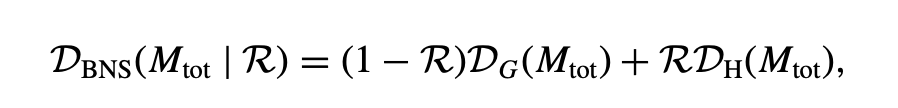 𝒟_BNS(M_tot | ℛ) = (1 − ℛ)𝒟_G(M_tot) + ℛ𝒟_H(M_tot),